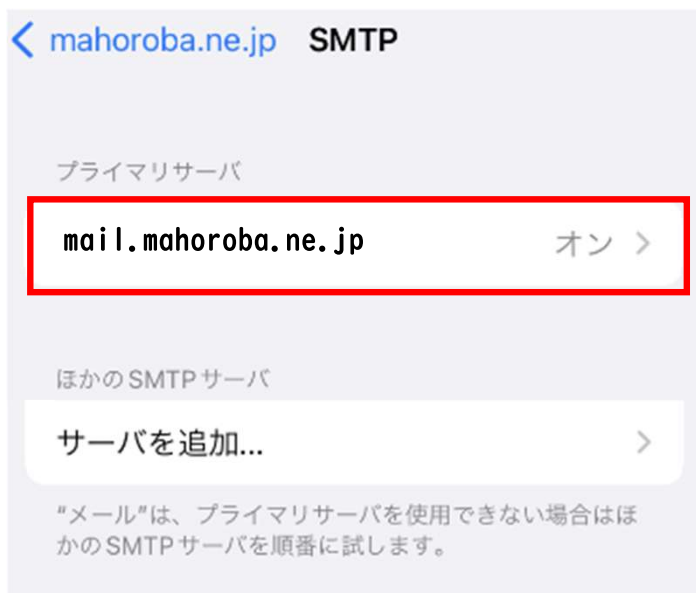 mahoroba.ne.jp SMTP
プライマリサーバ
mail.mahoroba.ne.jp オン
ほかのSMTPサーバ
サーバを追加...
“メール”は、プライマリサーバを使用できない場合はほ
かのSMTPサーバを順番に試します。